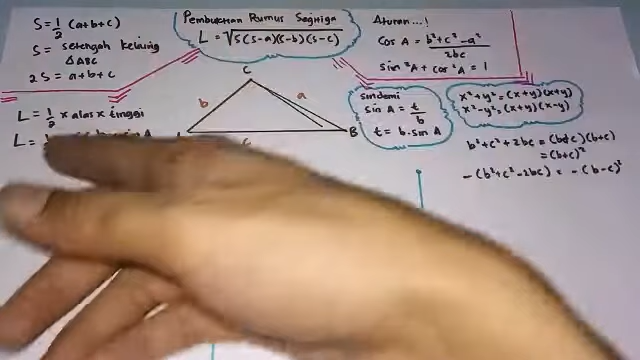 S = 1/2 (a+b+c)
S = setengah keliling
ΔABC
2S = a+b+c
Pembuktian Rumus Segitiga
L = √S(S-a)(S-b)(S-c)
Aturan...!
Cos A = b²+c²-a² / 2bc
sin²A + cos²A = 1
L = 1/2 x alas x tinggi
L =
C
b
a
B
c
sindemi
sin A = t/b
t = b.sin A
x²+y² = (x+y)(x+y)
x²-y² = (x+y)(x-y)
b²+c²+2bc = (b+c)(b+c)
= (b+c)²
-(b²+c²-2bc) = -(b-c)²